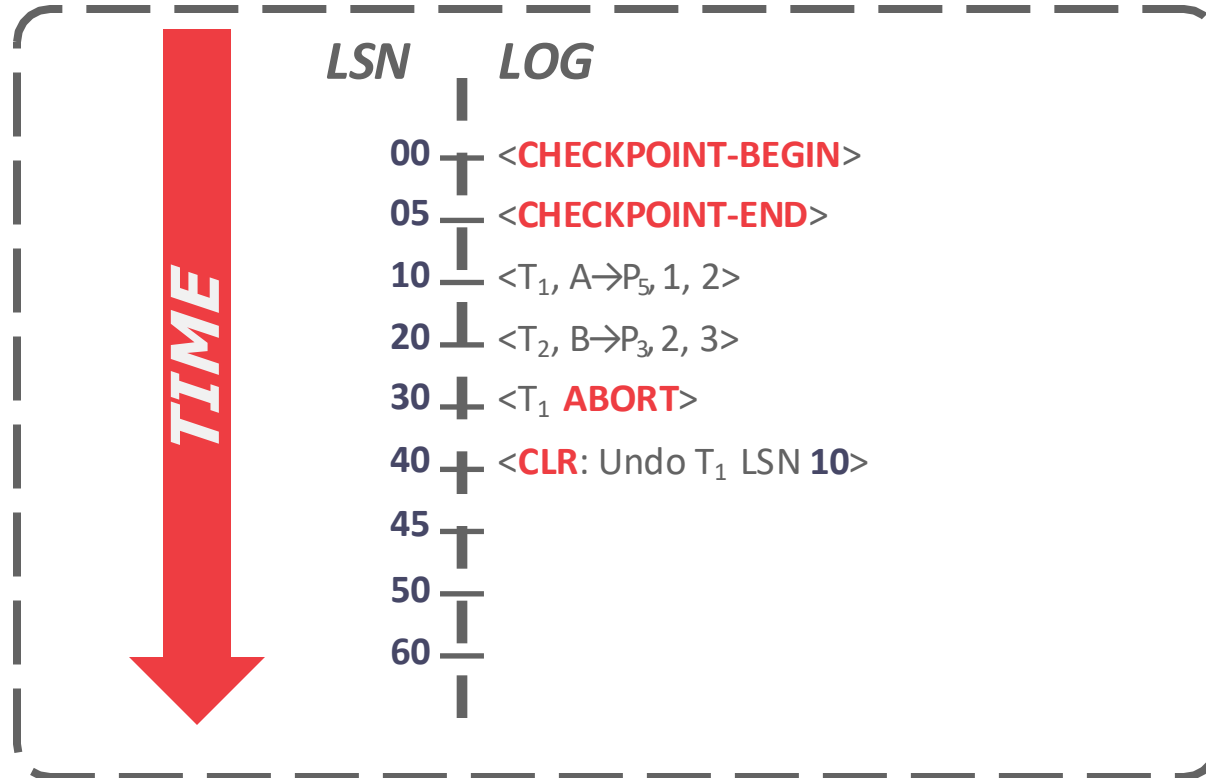 TIME
LSN LOG
00 <CHECKPOINT-BEGIN>
05 <CHECKPOINT-END>
10 <T₁, A→P₅, 1, 2>
20 <T₂, B→P₃, 2, 3>
30 <T₁ ABORT>
40 <CLR: Undo T₁ LSN 10>
45
50
60